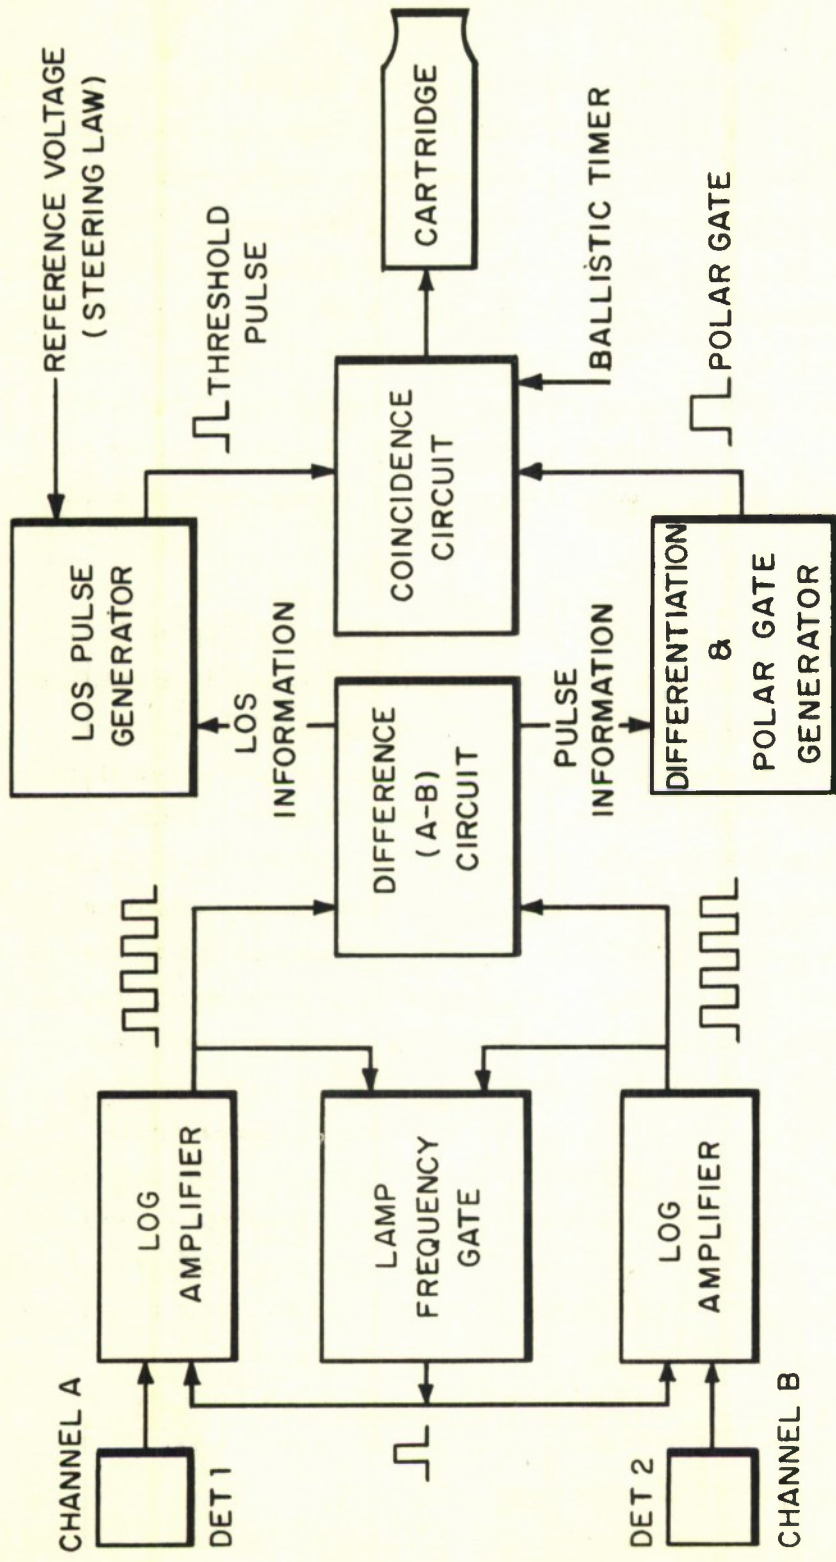 CHANNEL A
DET 1
LOG
AMPLIFIER
LAMP
FREQUENCY
GATE
LOG
AMPLIFIER
DET 2
CHANNEL B
LOS PULSE
GENERATOR
REFERENCE VOLTAGE
(STEERING LAW)
LOS
INFORMATION
THRESHOLD
PULSE
DIFFERENCE
(A-B)
CIRCUIT
COINCIDENCE
CIRCUIT
CARTRIDGE
PULSE
INFORMATION
BALLISTIC TIMER
DIFFERENTIATION
&
POLAR GATE
GENERATOR
POLAR GATE